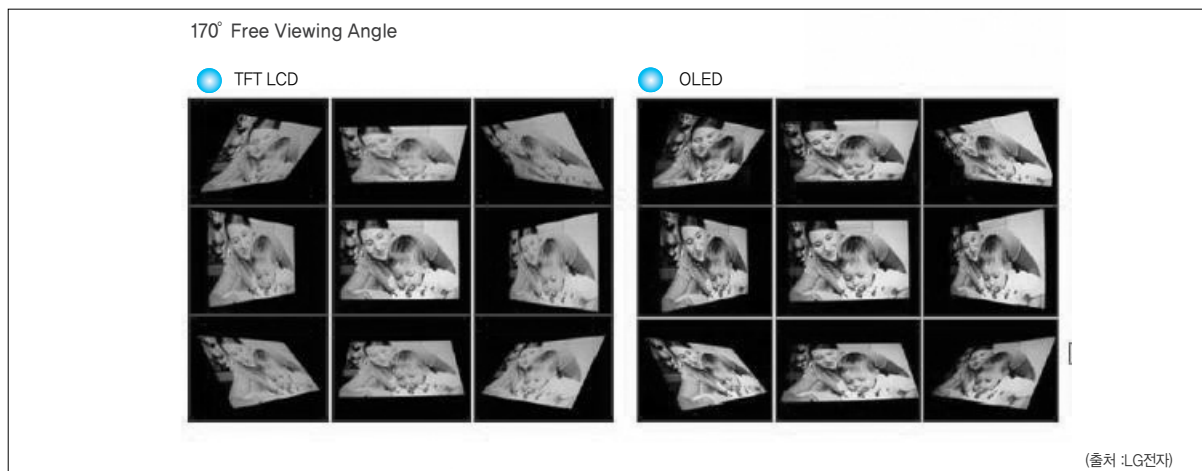 170° Free Viewing Angle
TFT LCD
OLED
(출처 :LG전자)